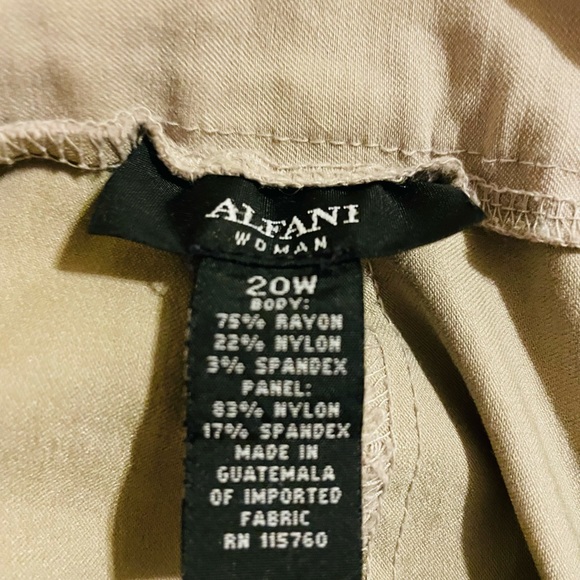 ALFANI
WOMAN
20W
BODY:
75% RAYON
22% NYLON
3% SPANDEX
PANEL:
83% NYLON
17% SPANDEX
MADE IN
GUATEMALA
OF IMPORTED
FABRIC
RN 115760